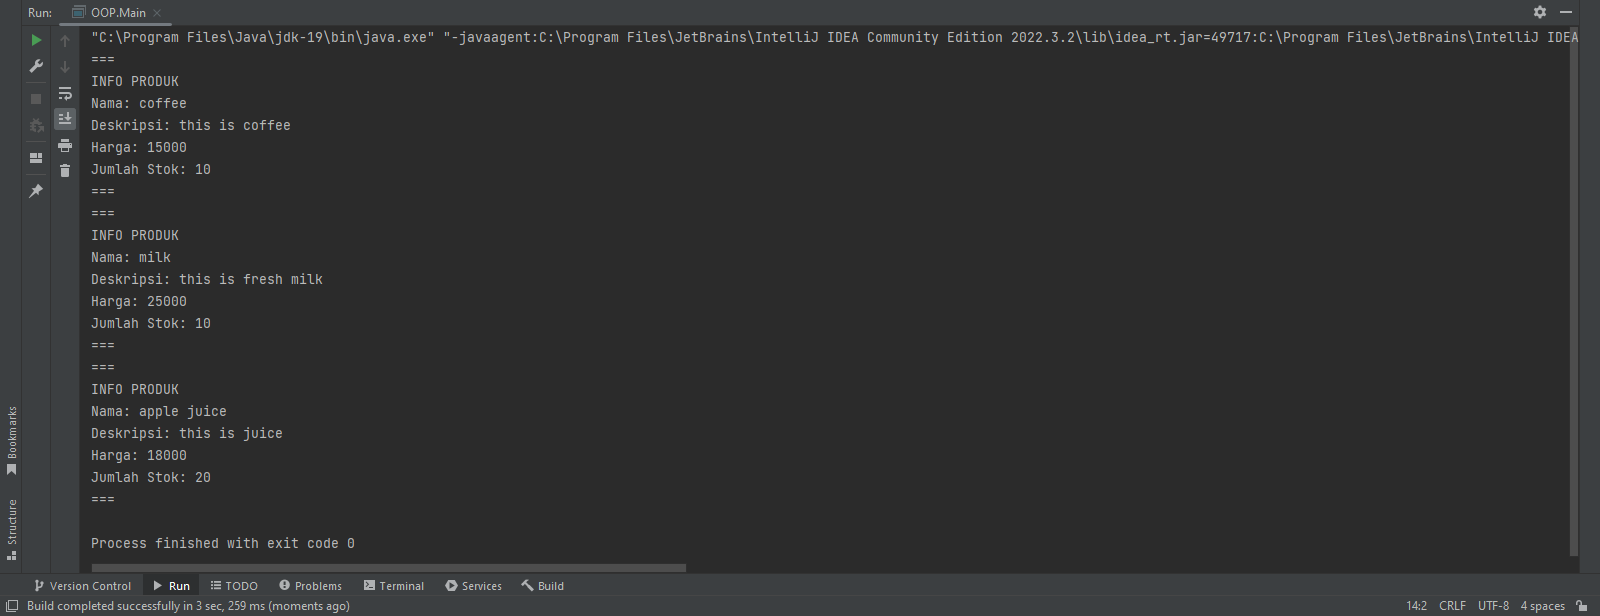 Run: OOP.Main
"C:\Program Files\Java\jdk-19\bin\java.exe" "-javaagent:C:\Program Files\JetBrains\IntelliJ IDEA Community Edition 2022.3.2\lib\idea_rt.jar=49717:C:\Program Files\JetBrains\IntelliJ IDEA
===
INFO PRODUK
Nama: coffee
Deskripsi: this is coffee
Harga: 15000
Jumlah Stok: 10
===
===
INFO PRODUK
Nama: milk
Deskripsi: this is fresh milk
Harga: 25000
Jumlah Stok: 10
===
===
INFO PRODUK
Nama: apple juice
Deskripsi: this is juice
Harga: 18000
Jumlah Stok: 20
===
Process finished with exit code 0
Bookmarks
Structure
Version Control Run TODO Problems Terminal Services Build
Build completed successfully in 3 sec, 259 ms (moments ago) 14:2 CRLF UTF-8 4 spaces